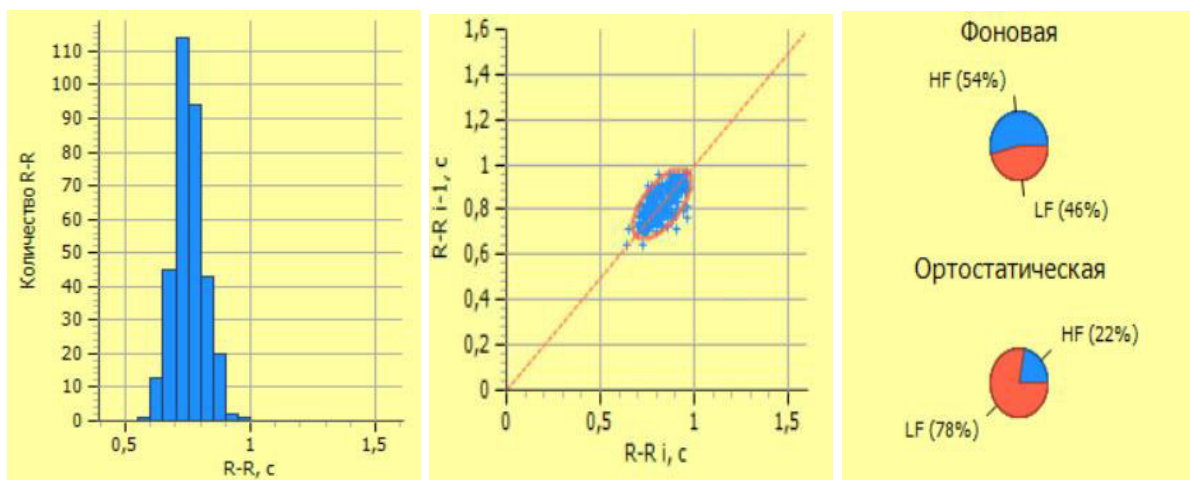 Количество R-R
110
100
90
80
70
60
50
40
30
20
10
0
0,5
1
1,5
R-R, с
R-R i-1, с
1,6
1,4
1,2
1
0,8
0,6
0,4
0,2
0
0
0,5
1
1,5
R-R i, с
Фоновая
HF (54%)
LF (46%)
Ортостатическая
HF (22%)
LF (78%)